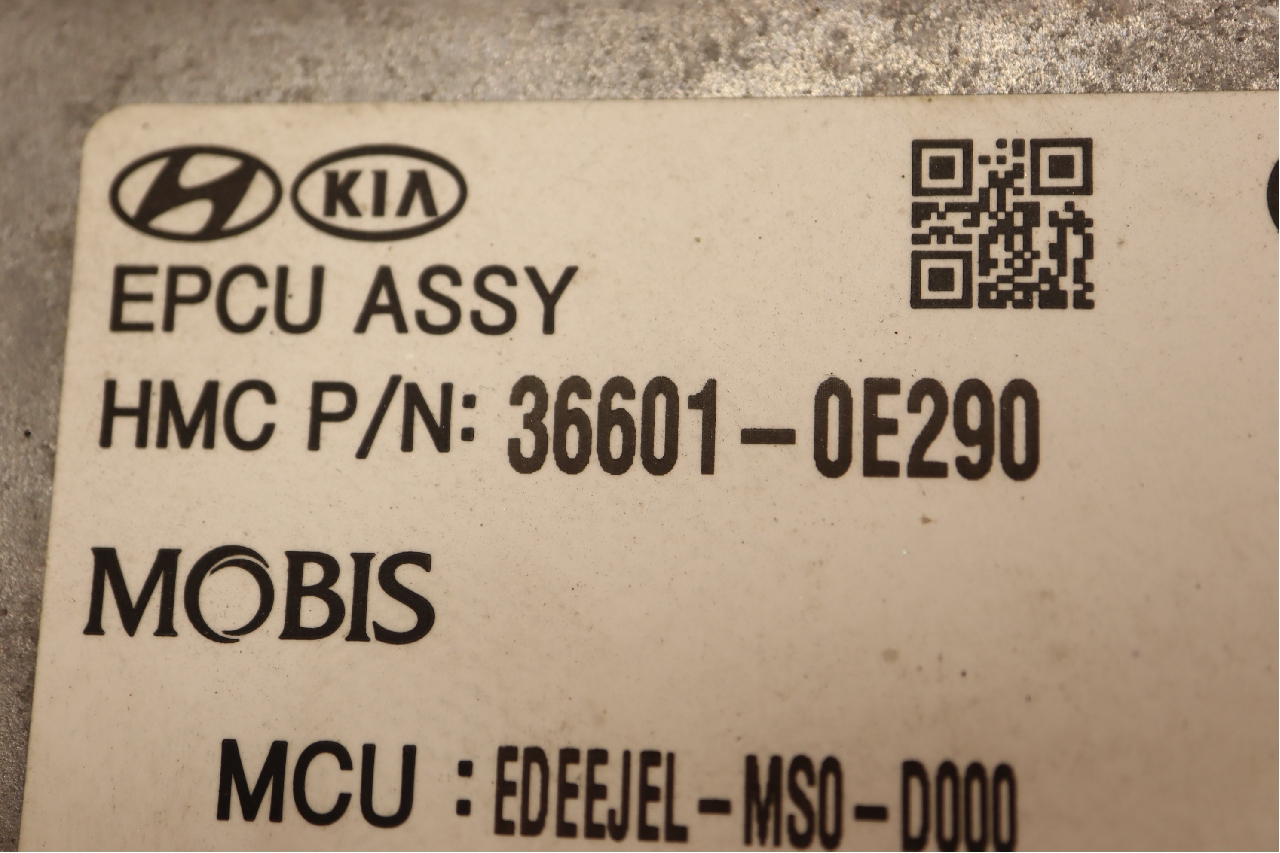 KIA
EPCU ASSY
HMC P/N: 36601-0E290
MOBIS
MCU : EDEEJEL-MS0-D000